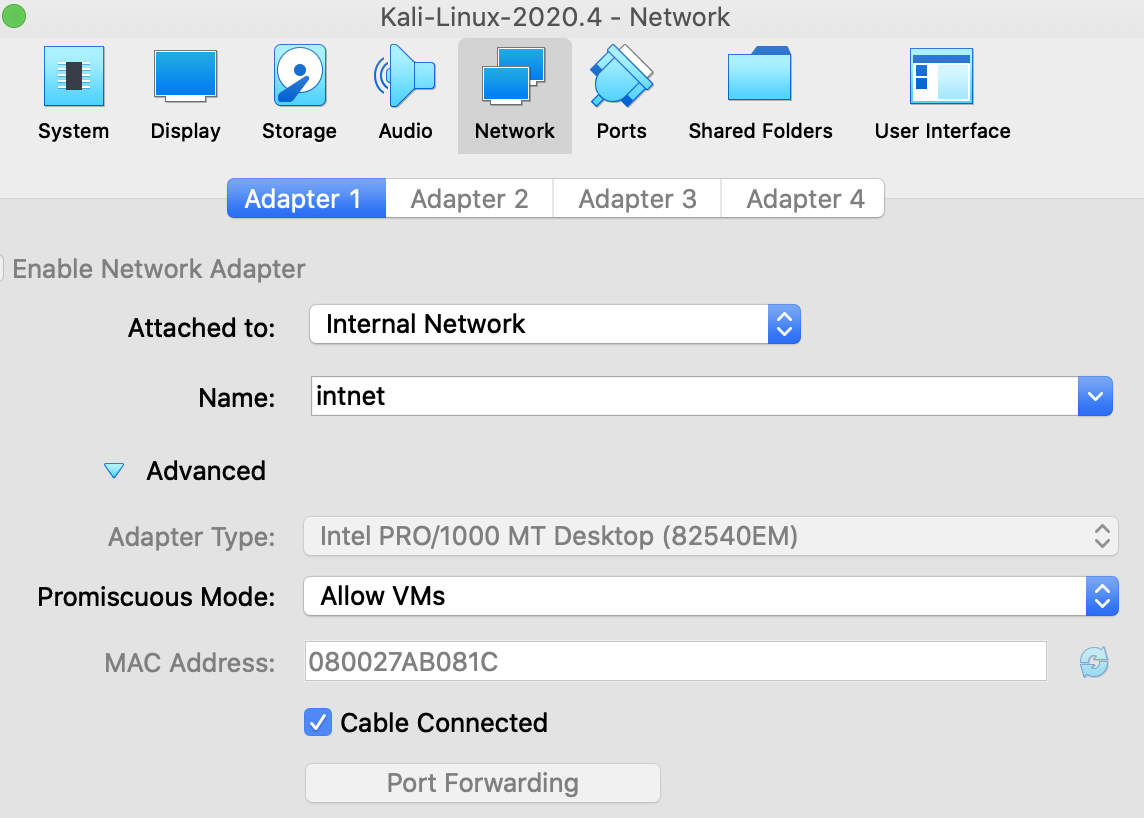 Kali-Linux-2020.4 - Network
System Display Storage Audio Network Ports Shared Folders User Interface
Adapter 1 Adapter 2 Adapter 3 Adapter 4
Enable Network Adapter
Attached to: Internal Network
Name: intnet
Advanced
Adapter Type: Intel PRO/1000 MT Desktop (82540EM)
Promiscuous Mode: Allow VMs
MAC Address: 080027AB081C
Cable Connected
Port Forwarding